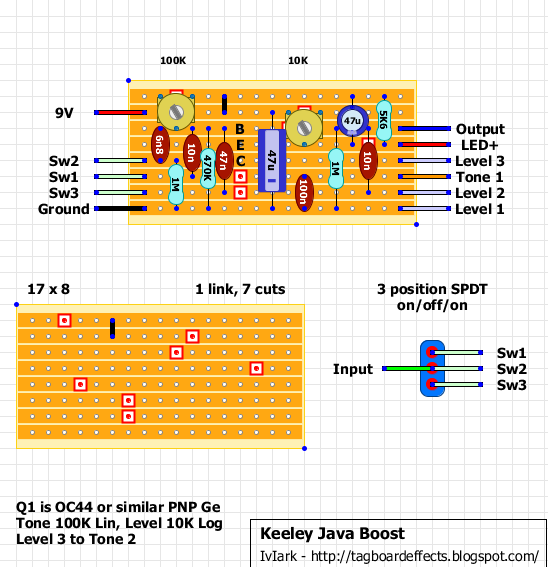 100K
10K
9V
Sw2
Sw1
Sw3
Ground
6n8
10n
1M
470K
47n
B
E
C
47u
100n
1M
47u
10n
5K6
Output
LED+
Level 3
Tone 1
Level 2
Level 1
17 x 8
1 link, 7 cuts
3 position SPDT
on/off/on
Input
Sw1
Sw2
Sw3
Q1 is OC44 or similar PNP Ge
Tone 100K Lin, Level 10K Log
Level 3 to Tone 2
Keeley Java Boost
IvIark - http://tagboardeffects.blogspot.com/